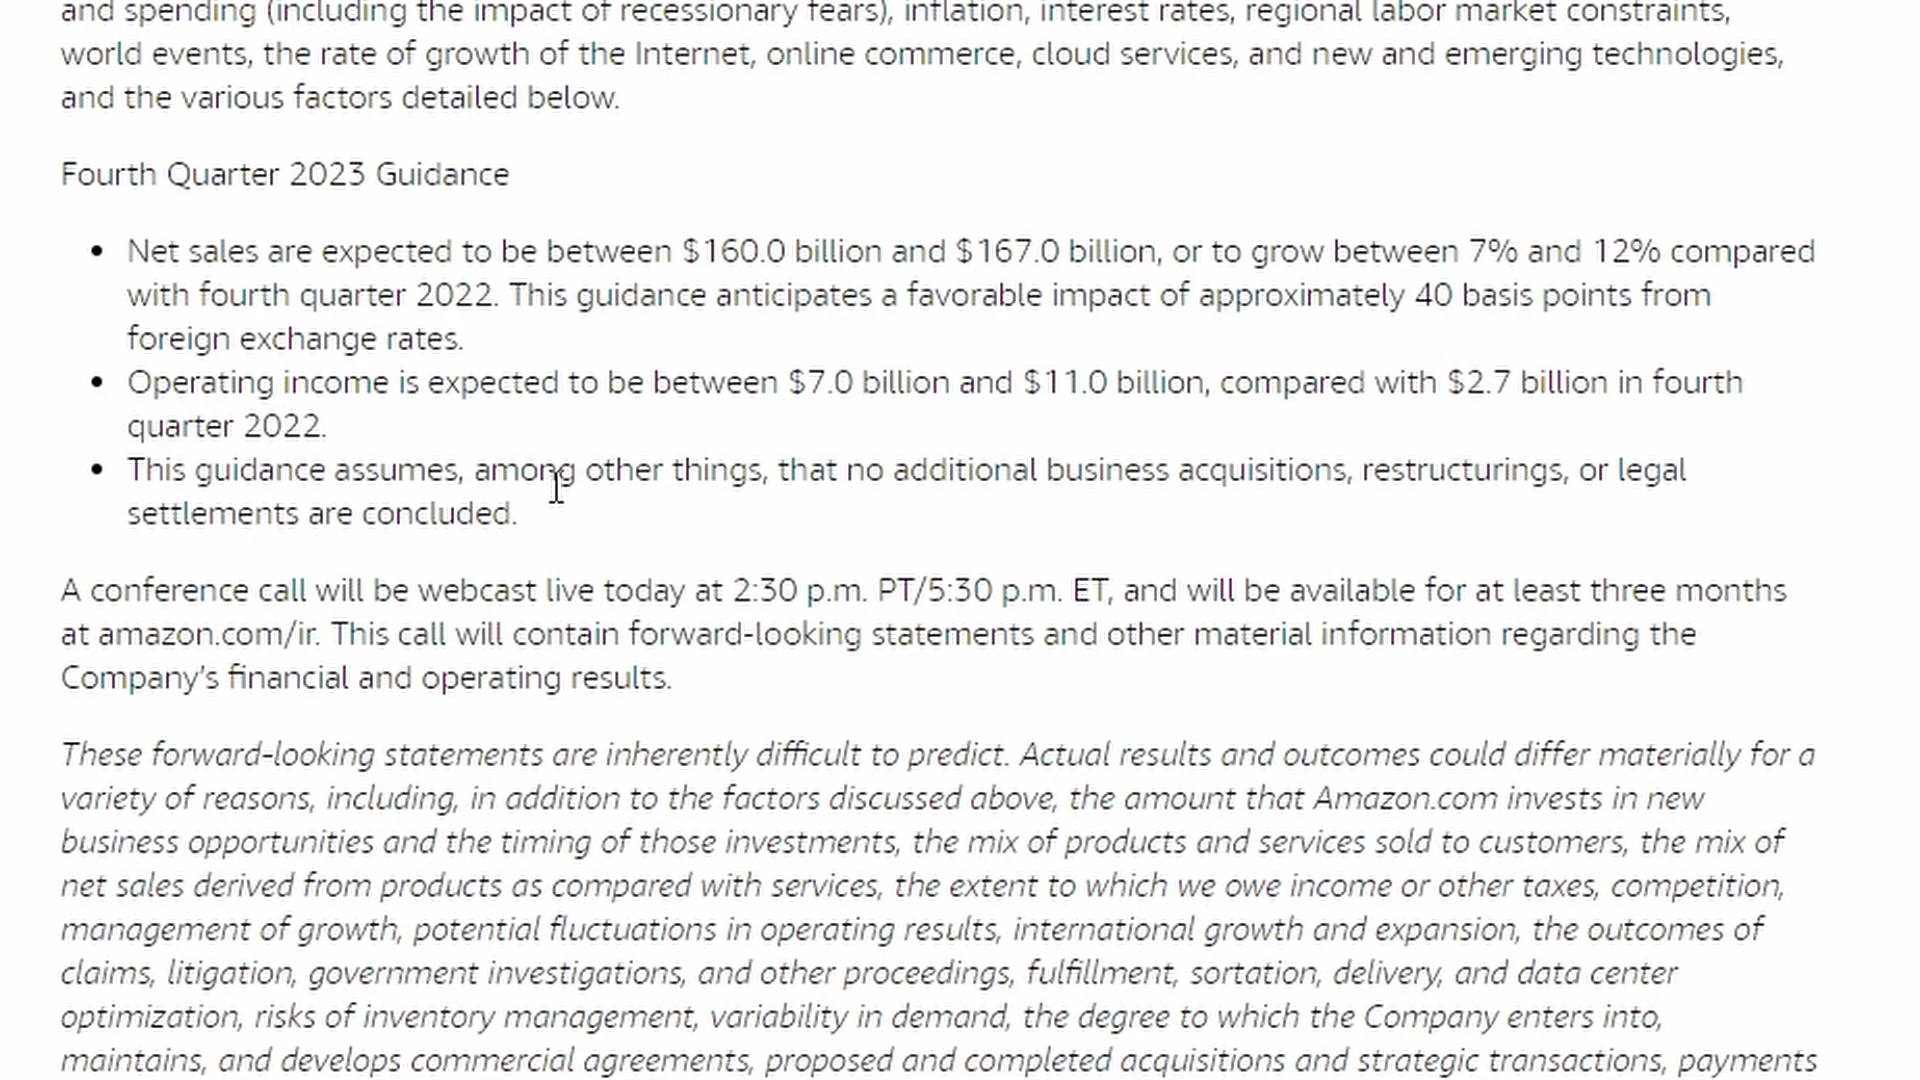 and spending (including the impact of recessionary fears), inflation, interest rates, regional labor market constraints,
world events, the rate of growth of the Internet, online commerce, cloud services, and new and emerging technologies,
and the various factors detailed below.
Fourth Quarter 2023 Guidance
• Net sales are expected to be between $160.0 billion and $167.0 billion, or to grow between 7% and 12% compared
with fourth quarter 2022. This guidance anticipates a favorable impact of approximately 40 basis points from
foreign exchange rates.
• Operating income is expected to be between $7.0 billion and $11.0 billion, compared with $2.7 billion in fourth
quarter 2022.
• This guidance assumes, among other things, that no additional business acquisitions, restructurings, or legal
settlements are concluded.
A conference call will be webcast live today at 2:30 p.m. PT/5:30 p.m. ET, and will be available for at least three months
at amazon.com/ir. This call will contain forward-looking statements and other material information regarding the
Company’s financial and operating results.
These forward-looking statements are inherently difficult to predict. Actual results and outcomes could differ materially for a
variety of reasons, including, in addition to the factors discussed above, the amount that Amazon.com invests in new
business opportunities and the timing of those investments, the mix of products and services sold to customers, the mix of
net sales derived from products as compared with services, the extent to which we owe income or other taxes, competition,
management of growth, potential fluctuations in operating results, international growth and expansion, the outcomes of
claims, litigation, government investigations, and other proceedings, fulfillment, sortation, delivery, and data center
optimization, risks of inventory management, variability in demand, the degree to which the Company enters into,
maintains, and develops commercial agreements, proposed and completed acquisitions and strategic transactions, payments